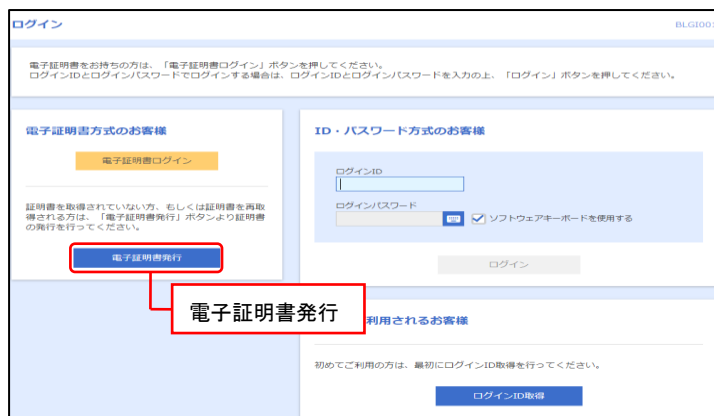 ログイン
BLGI001
電子証明書をお持ちの方は、「電子証明書ログイン」ボタンを押してください。
ログインIDとログインパスワードでログインする場合は、ログインIDとログインパスワードを入力の上、「ログイン」ボタンを押してください。
電子証明書方式のお客様
電子証明書ログイン
証明書を取得されていない方、もしくは証明書を再取
得される方は、「電子証明書発行」ボタンより証明書
の発行を行ってください。
電子証明書発行
電子証明書発行
ID・パスワード方式のお客様
ログインID
ログインパスワード
ソフトウェアキーボードを使用する
ログイン
利用されるお客様
初めてご利用の方は、最初にログインID取得を行ってください。
ログインID取得